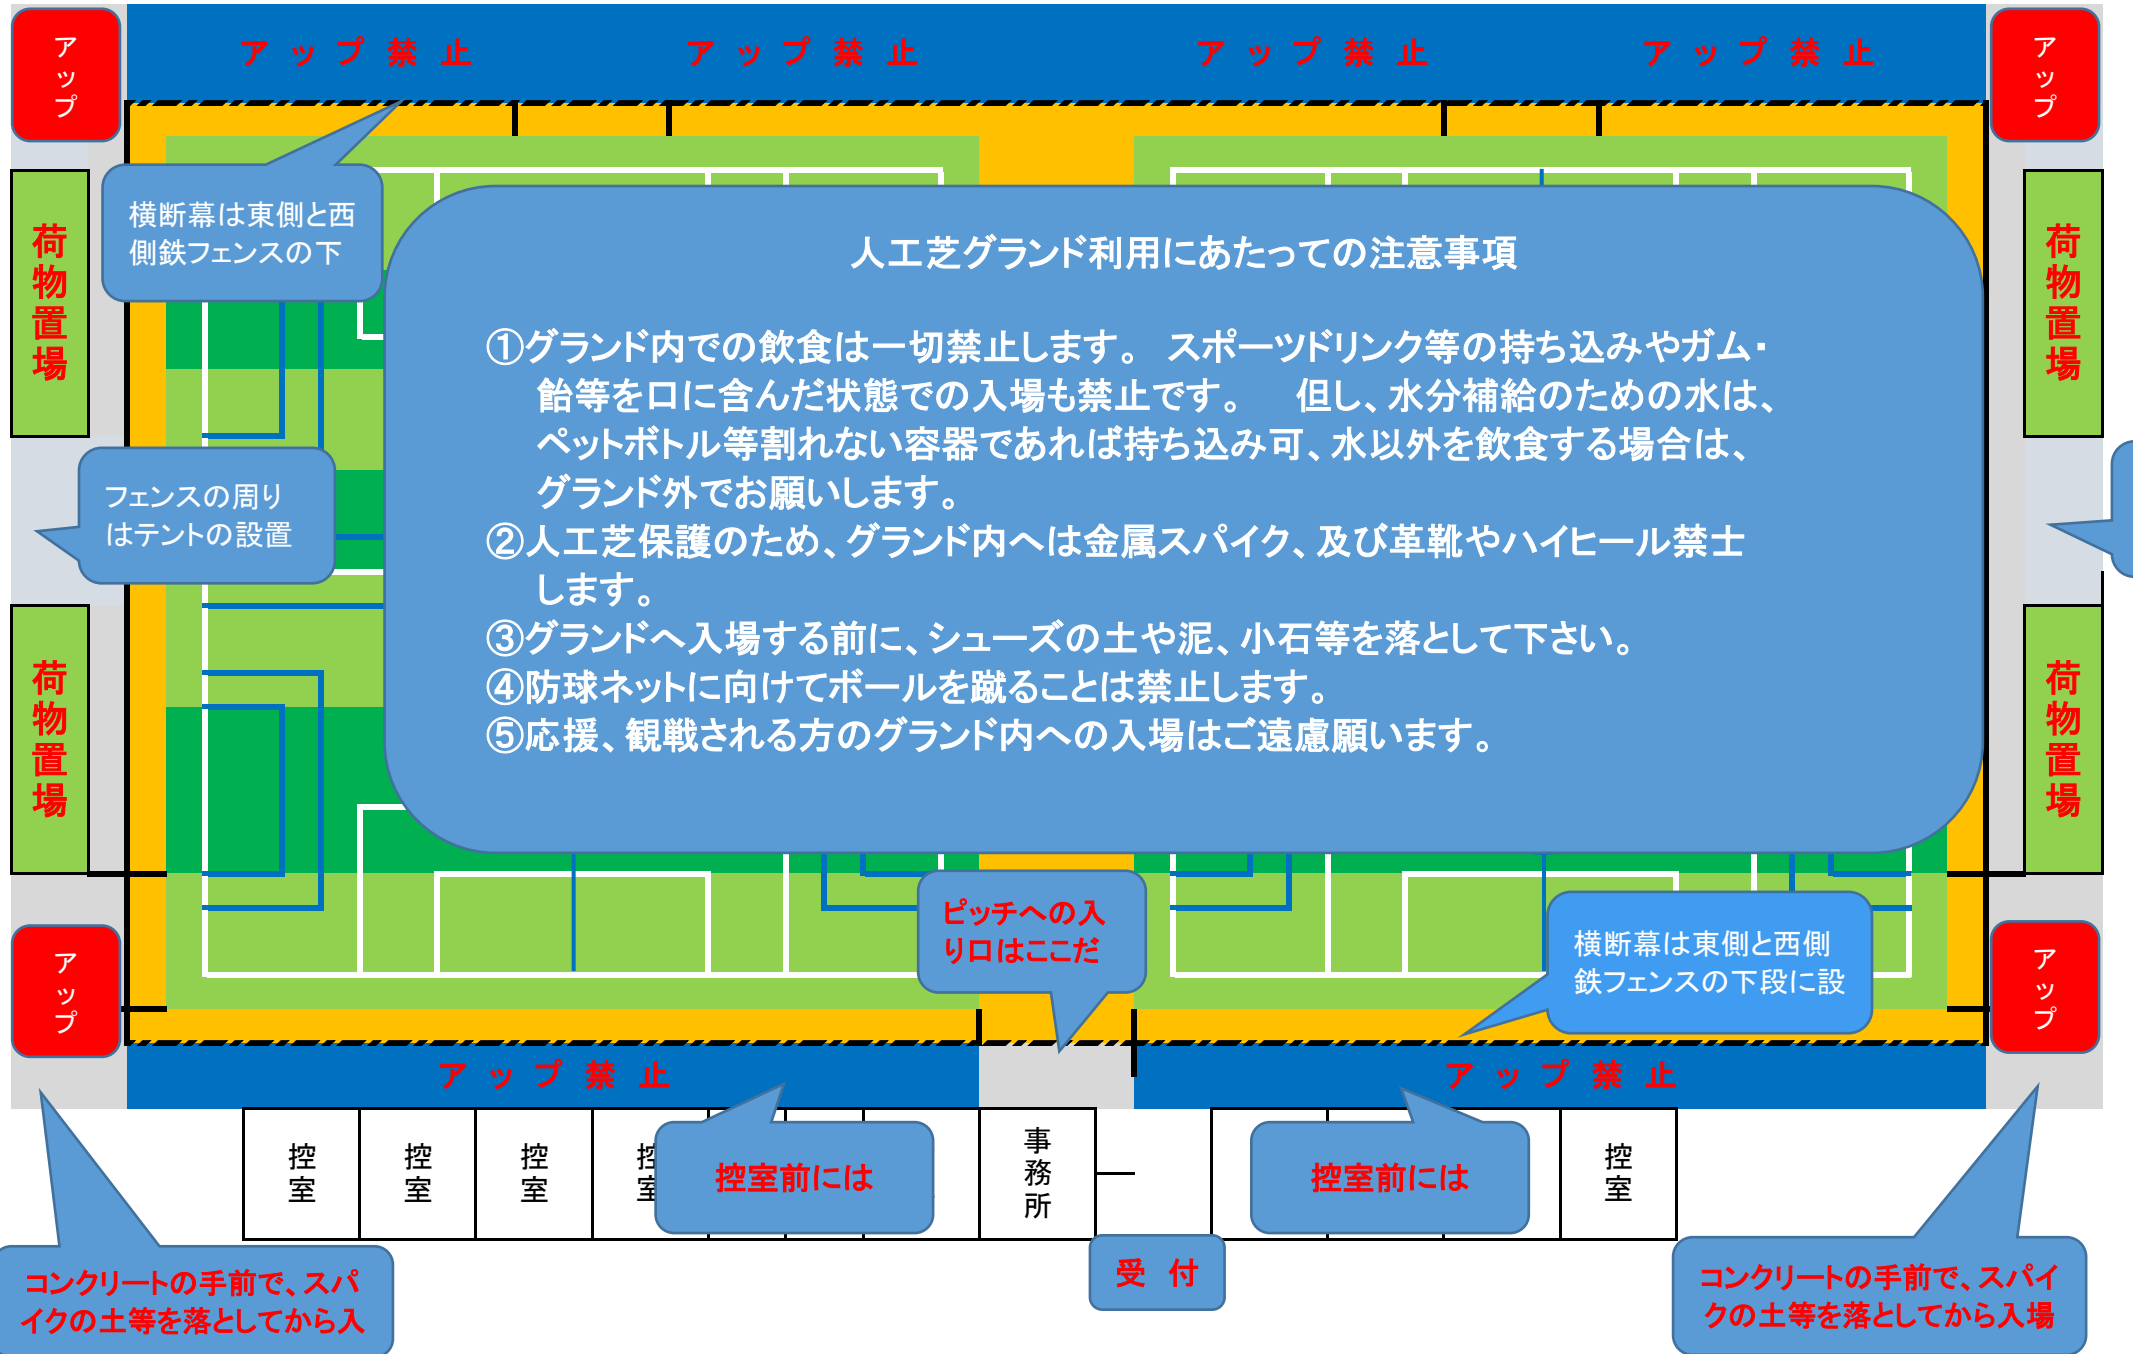 アップ
アップ禁止
アップ禁止
アップ禁止
アップ禁止
アップ
荷物置場
横断幕は東側と西
側鉄フェンスの下
荷物置場
人工芝グランド利用にあたっての注意事項
①グランド内での飲食は一切禁止します。 スポーツドリンク等の持ち込みやガム・
飴等を口に含んだ状態での入場も禁止です。 但し、水分補給のための水は、
ペットボトル等割れない容器であれば持ち込み可、水以外を飲食する場合は、
グランド外でお願いします。
②人工芝保護のため、グランド内へは金属スパイク、及び革靴やハイヒール禁士
します。
③グランドへ入場する前に、シューズの土や泥、小石等を落として下さい。
④防球ネットに向けてボールを蹴ることは禁止します。
⑤応援、観戦される方のグランド内への入場はご遠慮願います。
フェンスの周り
はテントの設置
荷物置場
荷物置場
アップ
ピッチへの入
り口はここだ
横断幕は東側と西側
鉄フェンスの下段に設
アップ
アップ禁止
アップ禁止
控室
控室
控室
控室
控室前には
事務所
控室前には
控室
受 付
コンクリートの手前で、スパ
イクの土等を落としてから入
コンクリートの手前で、スパイ
クの土等を落としてから入場